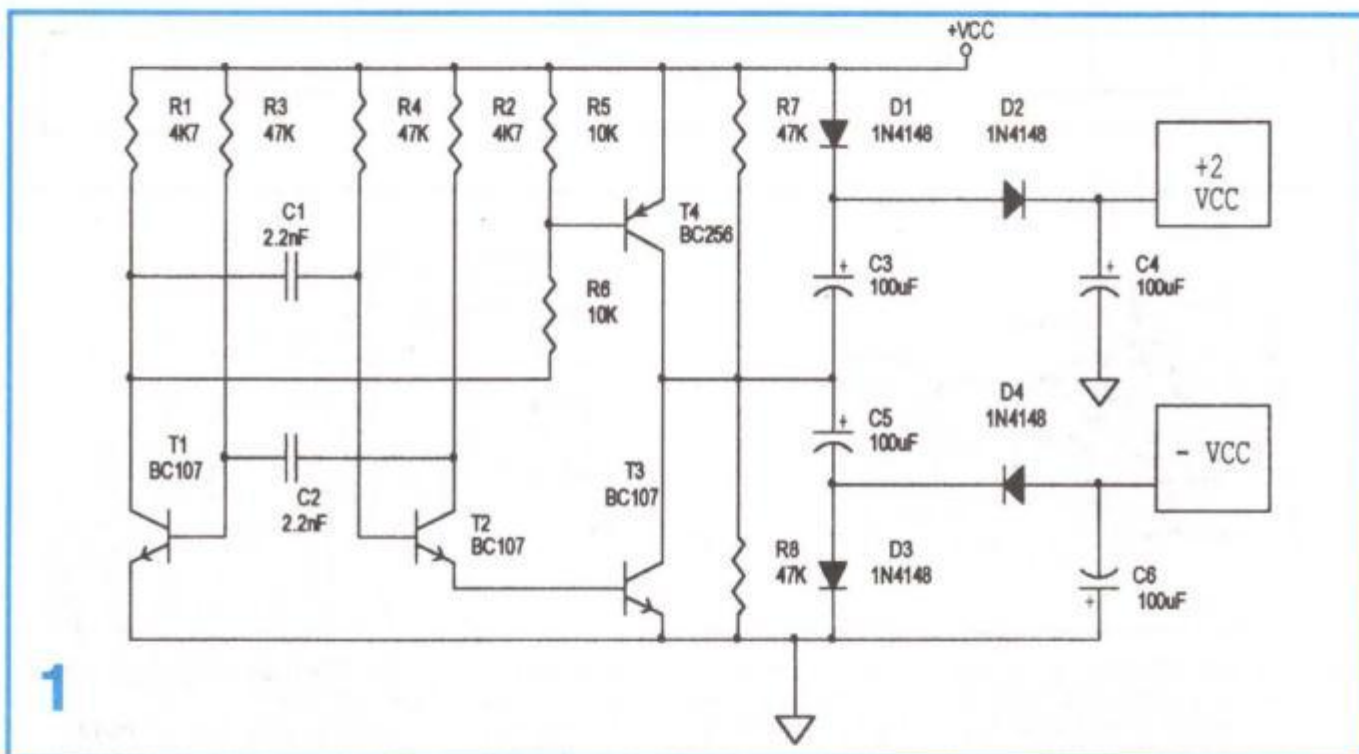 +VCC
R1
4K7
R3
47K
R4
47K
R2
4K7
R5
10K
R7
47K
D1
1N4148
D2
1N4148
+2
VCC
C1
2.2nF
T4
BC256
R6
10K
C3
100uF
C4
100uF
D4
1N4148
C5
100uF
- VCC
T1
BC107
C2
2.2nF
T2
BC107
T3
BC107
R8
47K
D3
1N4148
C6
100uF
+
+
+
+
1